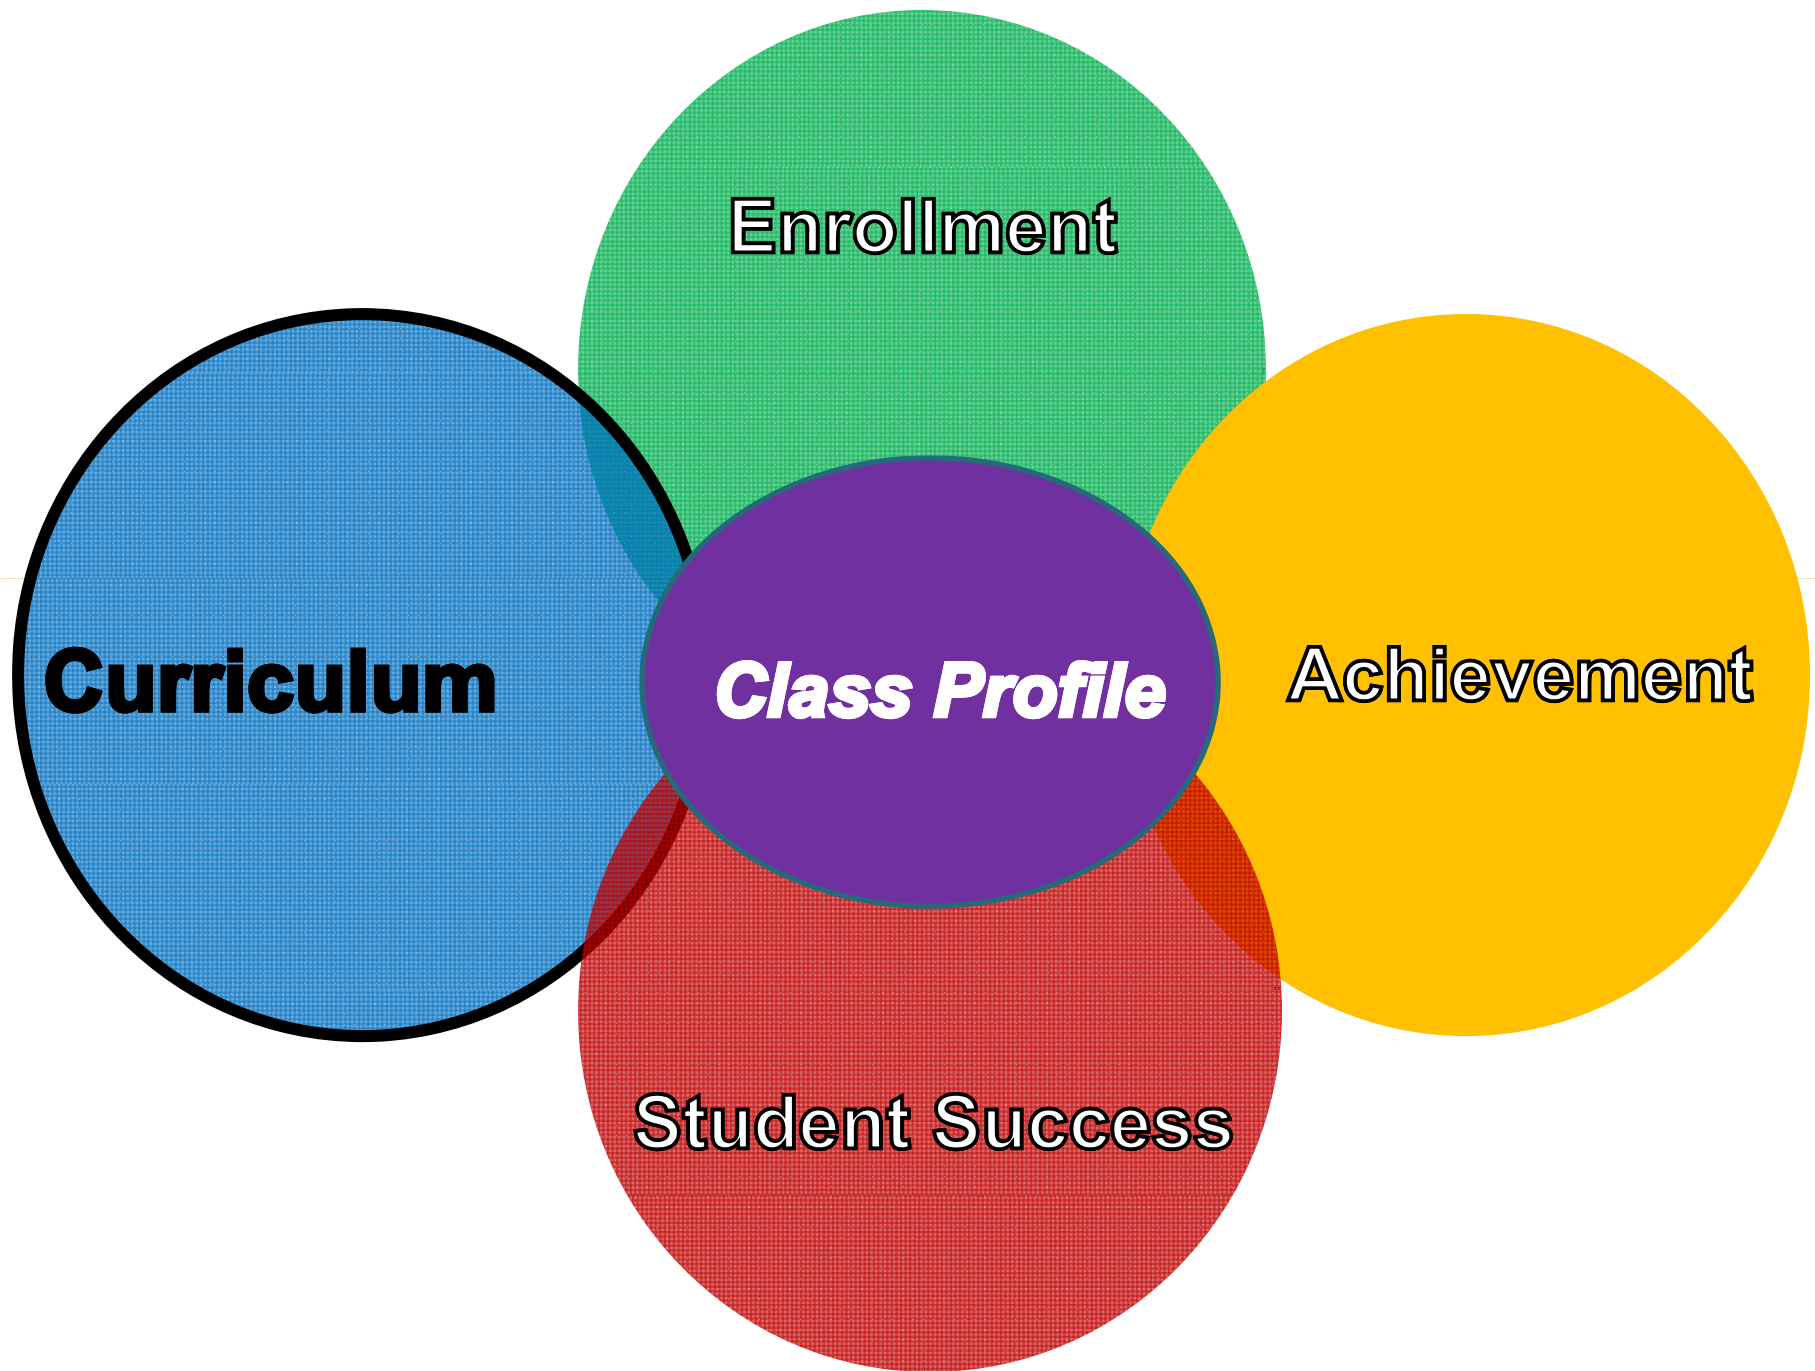 Enrollment
Curriculum
Class Profile
Achievement
Student Success